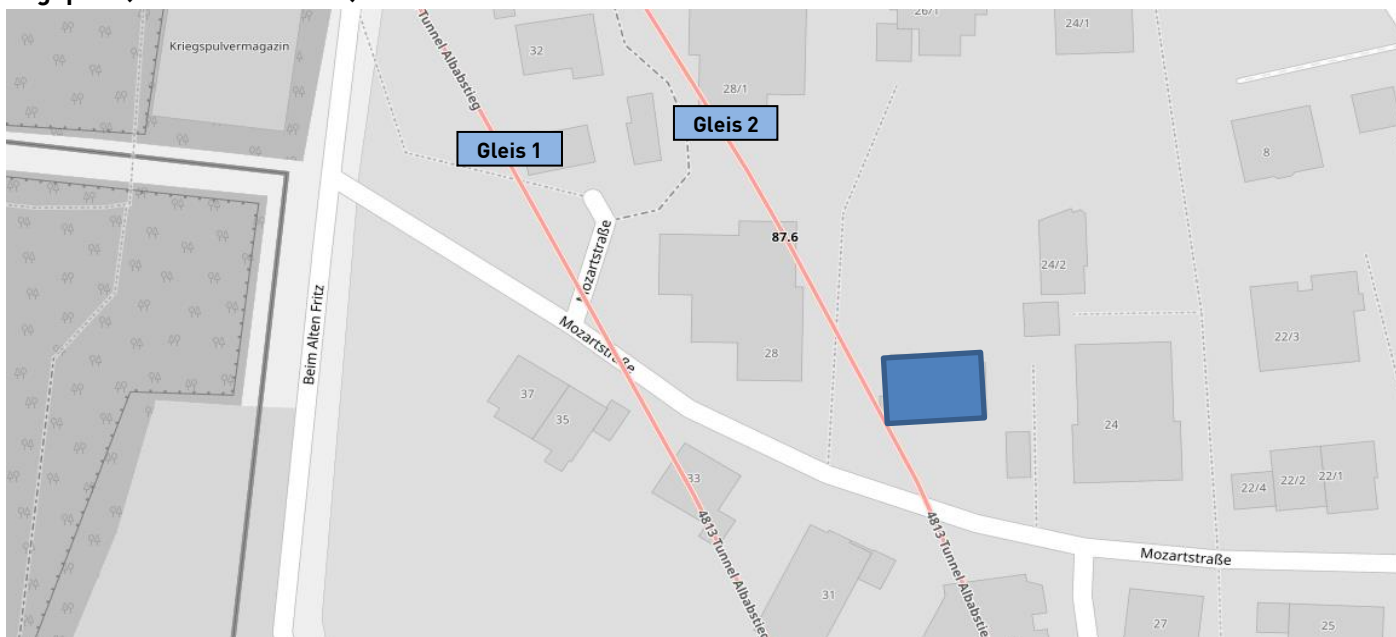 Kriegspulvermagazin
Tunnel Albabstieg
32
26/1
24/1
28/1
Gleis 2
Gleis 1
8
87.6
Mozartstraße
24/2
Beim Alten Fritz
Mozartstraße
28
22/3
37
35
24
33
22/4
22/2
22/1
4813 Tunnel Albabstieg
4813 Tunnel Albabstieg
Mozartstraße
31
27
25